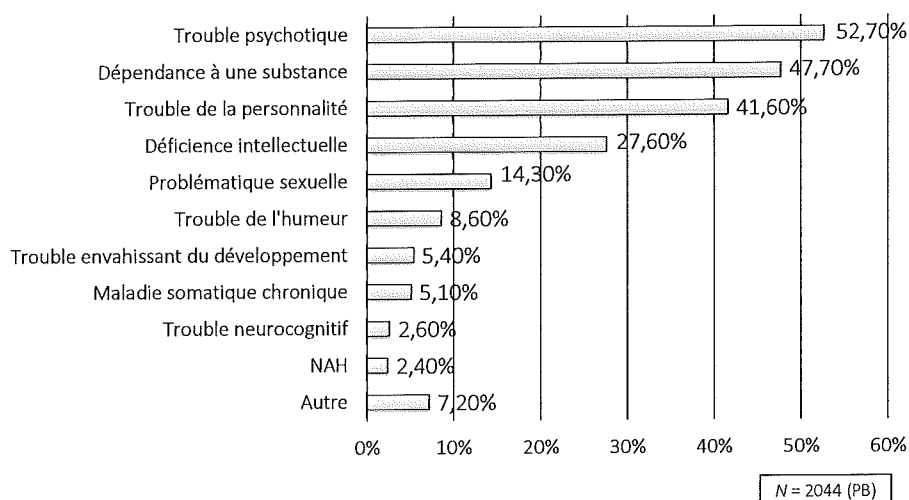 Trouble psychotique 52,70%
Dépendance à une substance 47,70%
Trouble de la personnalité 41,60%
Déficience intellectuelle 27,60%
Problématique sexuelle 14,30%
Trouble de l'humeur 8,60%
Trouble envahissant du développement 5,40%
Maladie somatique chronique 5,10%
Trouble neurocognitif 2,60%
NAH 2,40%
Autre 7,20%
0% 10% 20% 30% 40% 50% 60%
N = 2044 (PB)